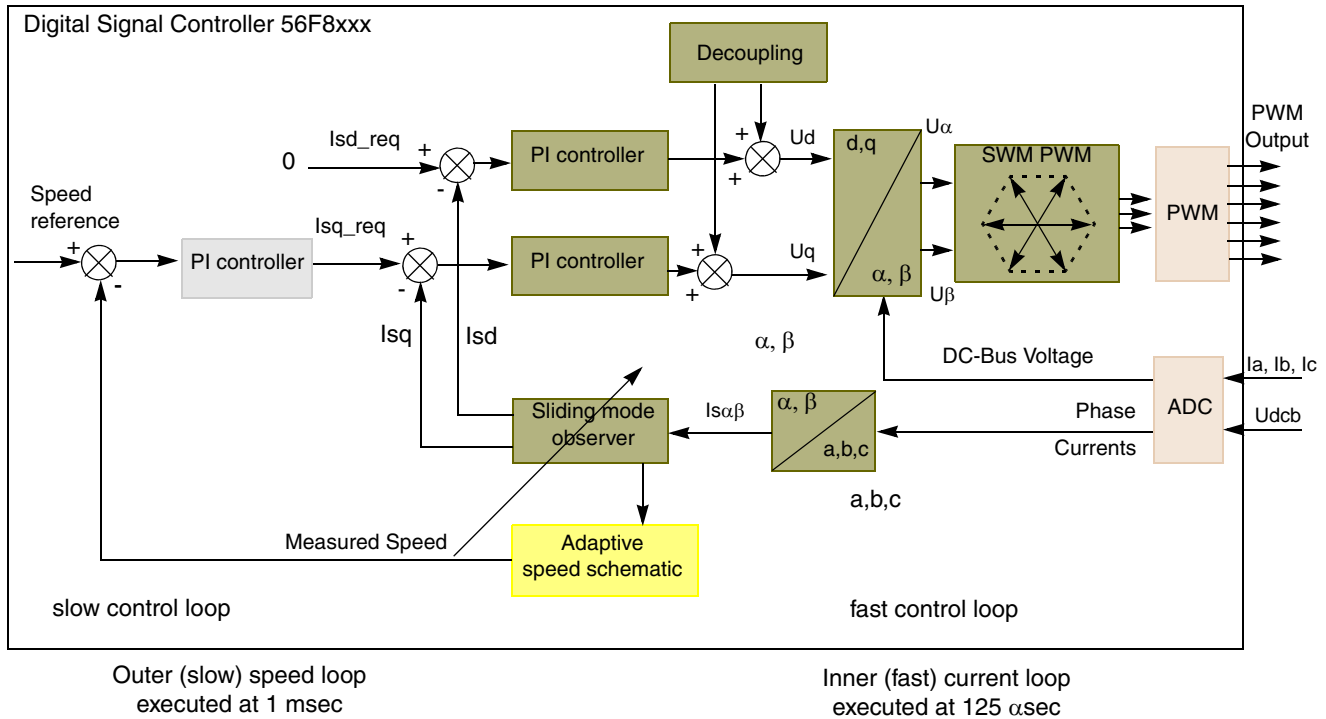 Digital Signal Controller 56F8xxx
Decoupling
PWM
Output
Isd_req
+
0
-
PI controller
+
+
Ud
d,q
Uα
SWM PWM
PWM
Speed
reference
+
-
PI controller
Isq_req
+
-
PI controller
+
+
Uq
α, β
Uβ
Isq
Isd
α, β
DC-Bus Voltage
ADC
Ia, Ib, Ic
Udcb
Sliding mode
observer
Isαβ
α, β
a,b,c
Phase
Currents
a,b,c
Measured Speed
Adaptive
speed schematic
slow control loop
fast control loop
Outer (slow) speed loop
executed at 1 msec
Inner (fast) current loop
executed at 125 αsec